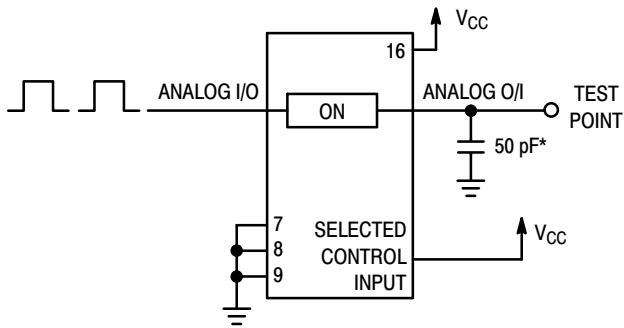 V_CC
16
ANALOG I/O
ON
ANALOG O/I
TEST
POINT
50 pF*
7
8
9
SELECTED
CONTROL
INPUT
V_CC